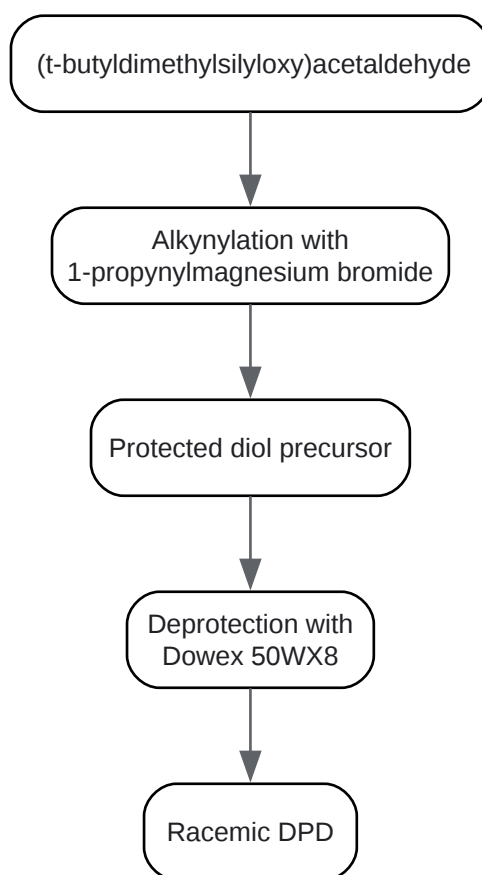 (t-butyldimethylsilyloxy)acetaldehyde
Alkynylation with
1-propynylmagnesium bromide
Protected diol precursor
Deprotection with
Dowex 50WX8
Racemic DPD